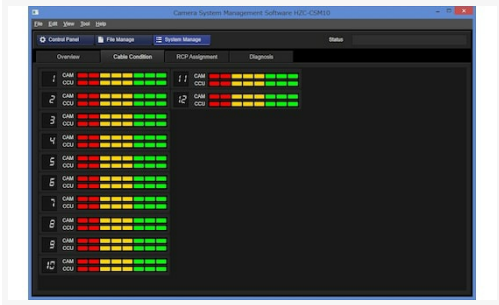 Camera System Management Software HZC-CSM10
File Edit View Tool Help
Control Panel File Manage System Manage Status
Overview Cable Condition RCP Assignment Diagnosis
1 CAM CCU
2 CAM CCU
3 CAM CCU
4 CAM CCU
5 CAM CCU
6 CAM CCU
7 CAM CCU
8 CAM CCU
9 CAM CCU
10 CAM CCU
11 CAM CCU
12 CAM CCU